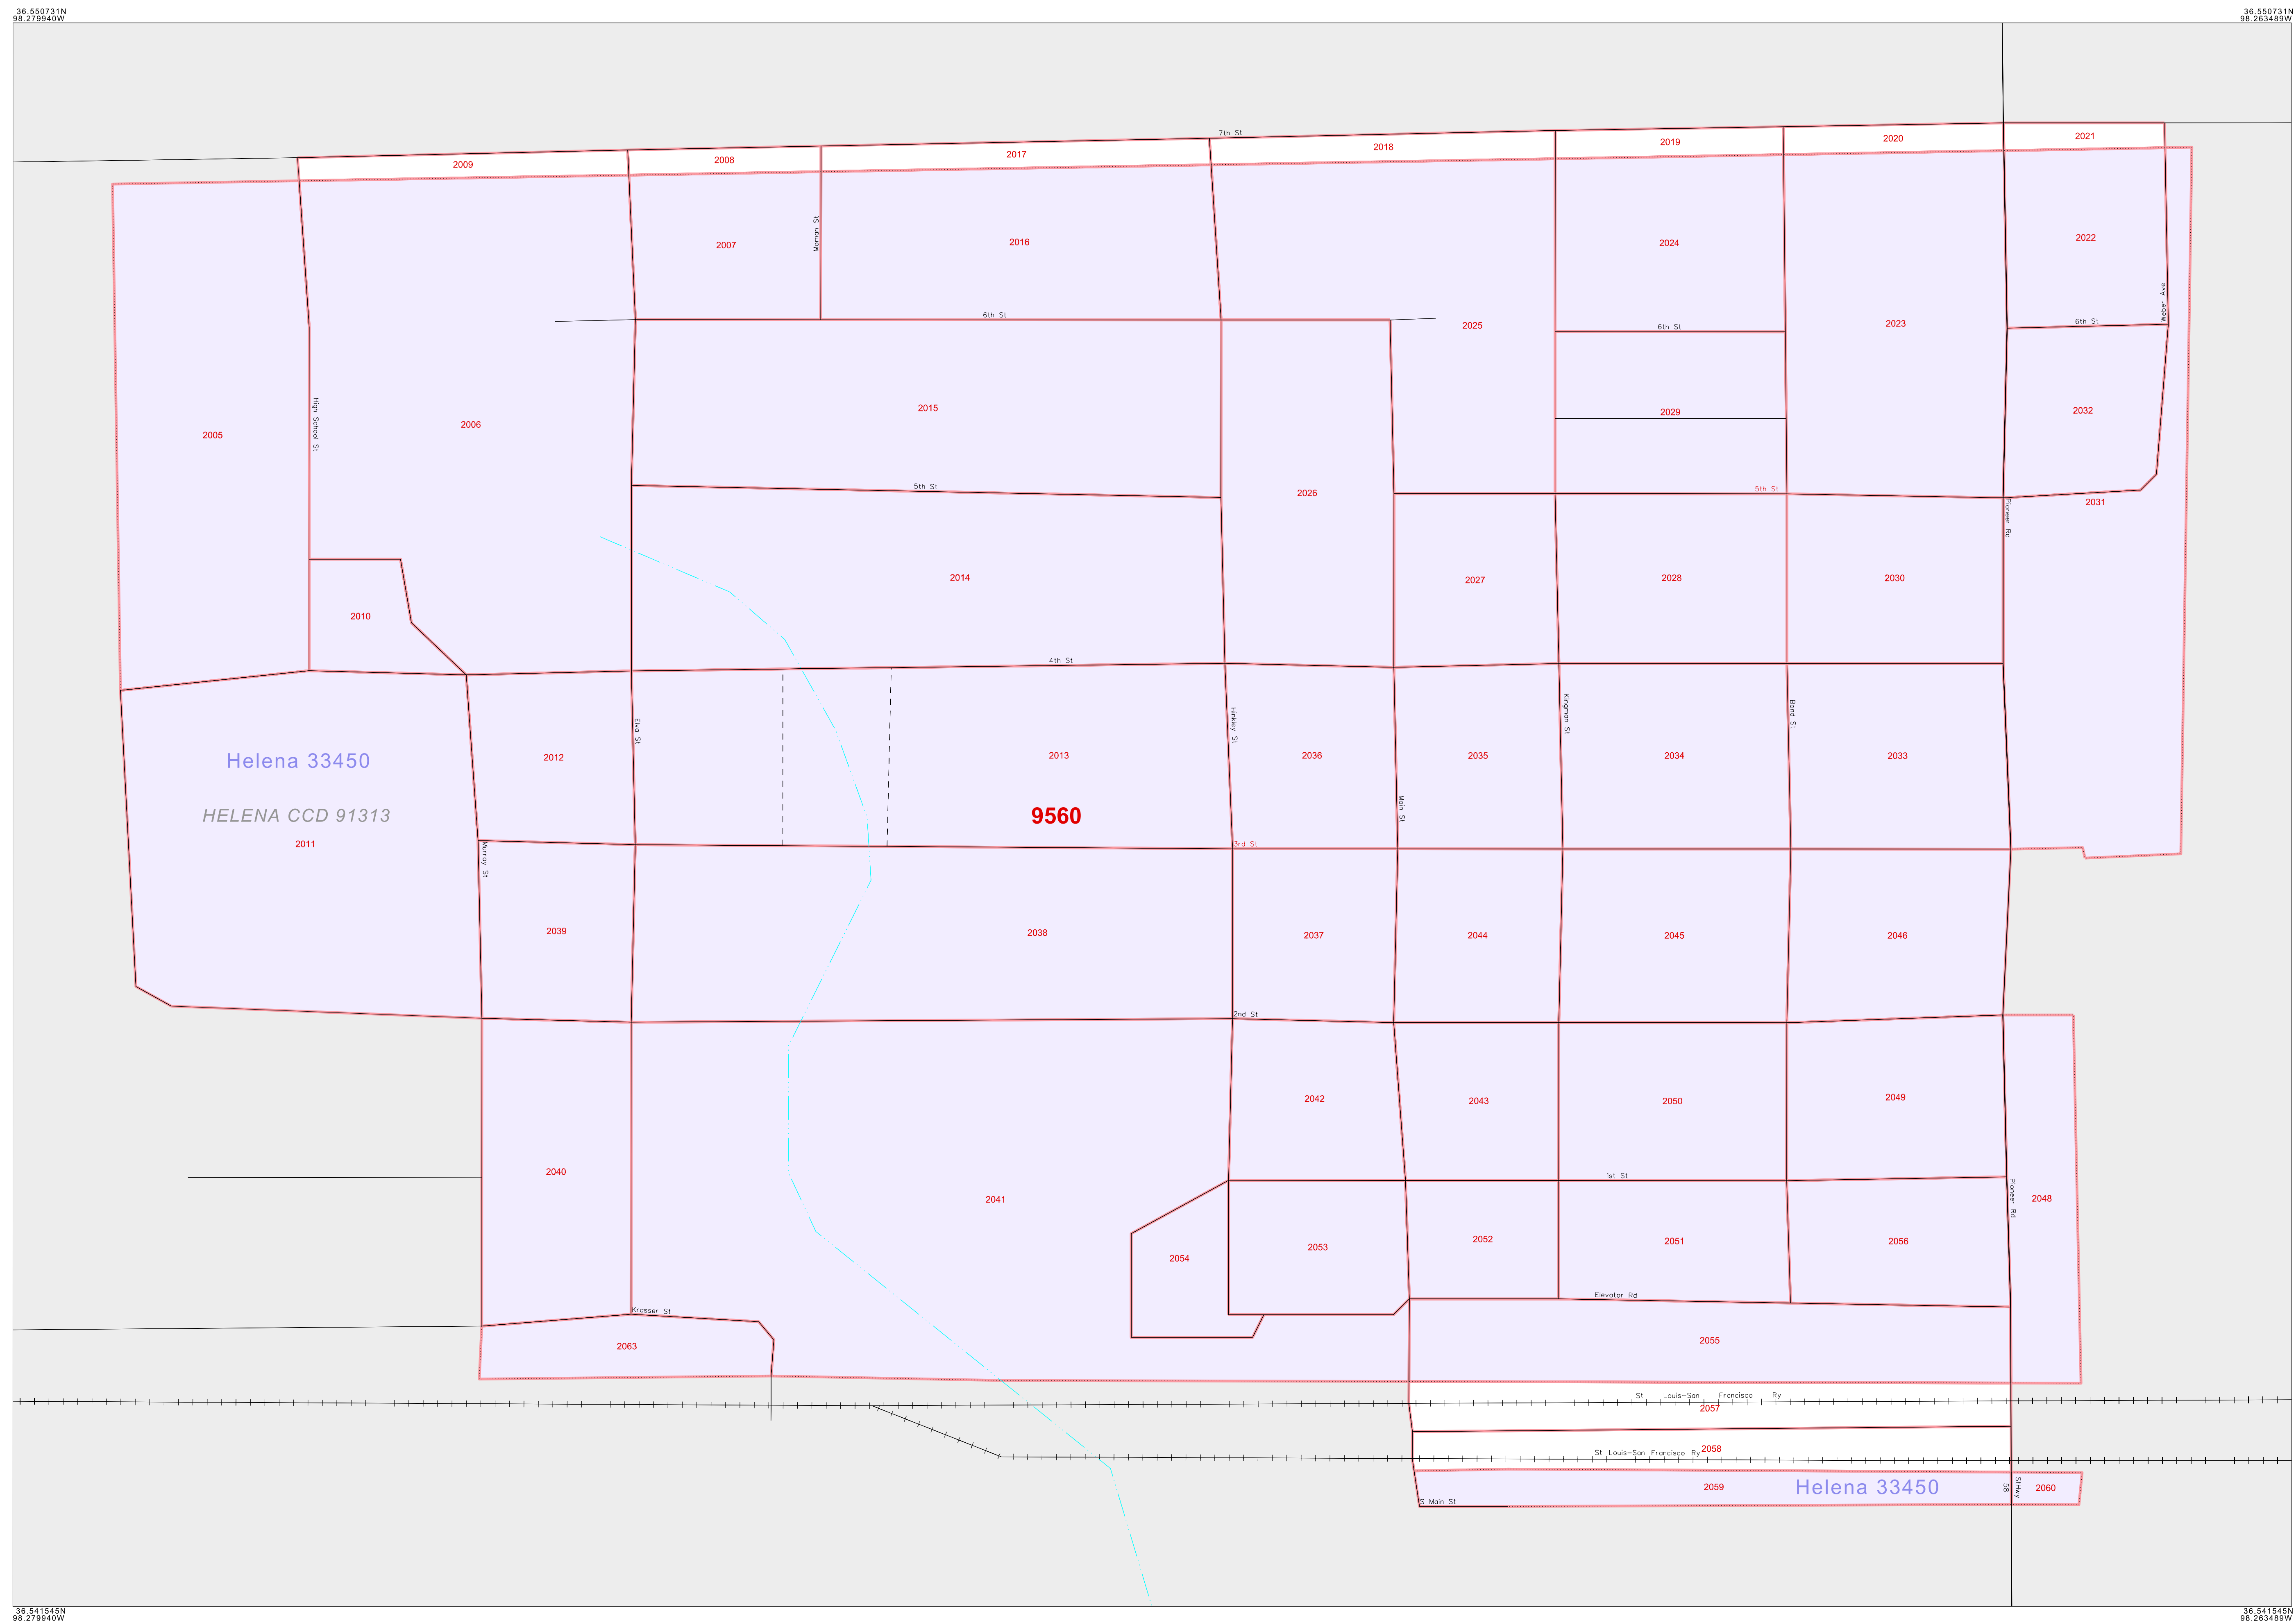 36.550731N
98.279940W
36.550731N
98.263489W
7th St
2021
2020
2019
2018
2017
2008
2009
2022
2024
2016
2007
Moman St
Weber Ave
6th St
6th St
6th St
2023
2025
2015
2029
2032
2006
2005
High School St
5th St
5th St
2026
2031
Pioneer Rd
2014
2027
2028
2030
2010
4th St
Elva St
Hinkley St
Kingman St
Bond St
Helena 33450
2012
2013
2036
2035
2034
2033
HELENA CCD 91313
9560
Main St
2011
Murray St
3rd St
2039
2038
2037
2044
2045
2046
2nd St
2042
2043
2050
2049
2040
2041
1st St
2048
Pioneer Rd
2054
2053
2052
2051
2056
Elevator Rd
Krasser St
2063
2055
St Louis-San Francisco Ry
2057
St Louis-San Francisco Ry
2058
2059
Helena 33450
StHwy 58
2060
S Main St
36.541545N
98.279940W
36.541545N
98.263489W